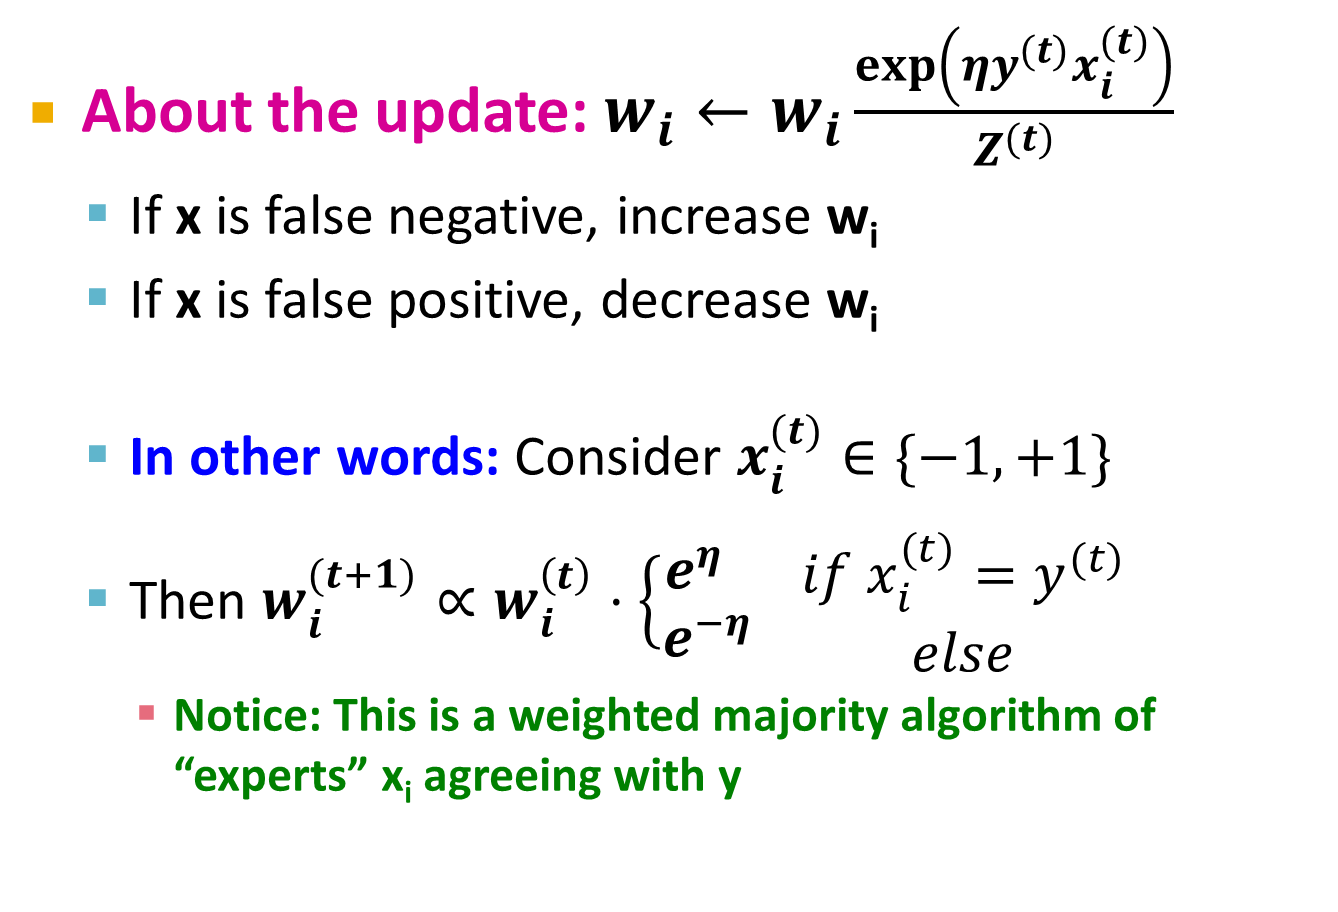 About the update: wᵢ ← wᵢ exp(ηy⁽ᵗ⁾xᵢ⁽ᵗ⁾) / Z⁽ᵗ⁾
If x is false negative, increase wᵢ
If x is false positive, decrease wᵢ
In other words: Consider xᵢ⁽ᵗ⁾ ∈ {−1, +1}
Then wᵢ⁽ᵗ⁺¹⁾ ∝ wᵢ⁽ᵗ⁾ · { e^η if xᵢ⁽ᵗ⁾ = y⁽ᵗ⁾
e^−η else
Notice: This is a weighted majority algorithm of
“experts” xᵢ agreeing with y